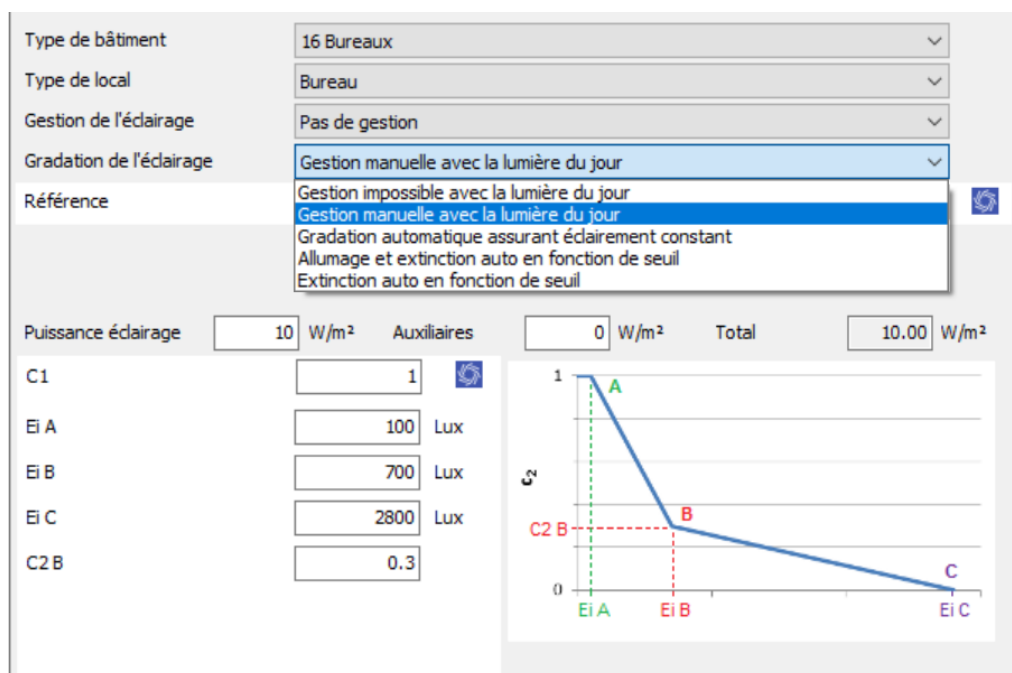 Type de bâtiment 16 Bureaux
Type de local Bureau
Gestion de l'éclairage Pas de gestion
Gradation de l'éclairage Gestion manuelle avec la lumière du jour
Référence Gestion impossible avec la lumière du jour
Gestion manuelle avec la lumière du jour
Gradation automatique assurant éclairement constant
Allumage et extinction auto en fonction de seuil
Extinction auto en fonction de seuil
Puissance éclairage 10 W/m² Auxiliaires 0 W/m² Total 10.00 W/m²
C1 1
Ei A 100 Lux
Ei B 700 Lux
Ei C 2800 Lux
C2 B 0.3
1
A
c₂
B
C2 B
C
0
Ei A Ei B Ei C